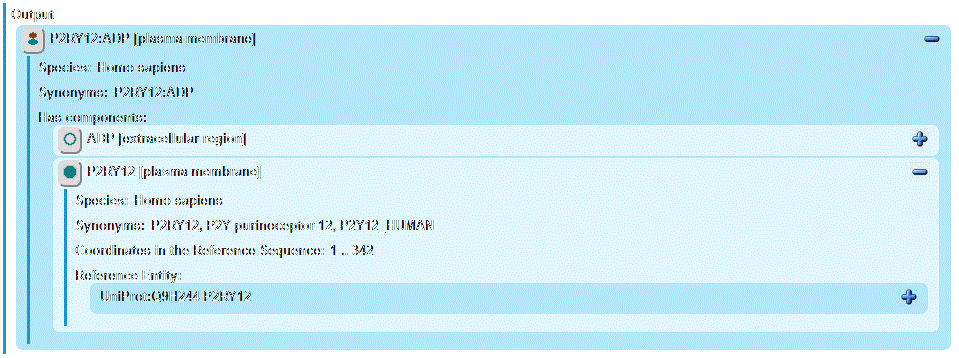 Output
P2RY12:ADP [plasma membrane]
Species: Homo sapiens
Synonyms: P2RY12:ADP
Has components:
ADP [extracellular region]
P2RY12 [plasma membrane]
Species: Homo sapiens
Synonyms: P2RY12, P2Y purinoceptor 12, P2Y12_HUMAN
Coordinates in the Reference Sequence: 1 .. 342
Reference Entity:
UniProt:Q9H244 P2RY12